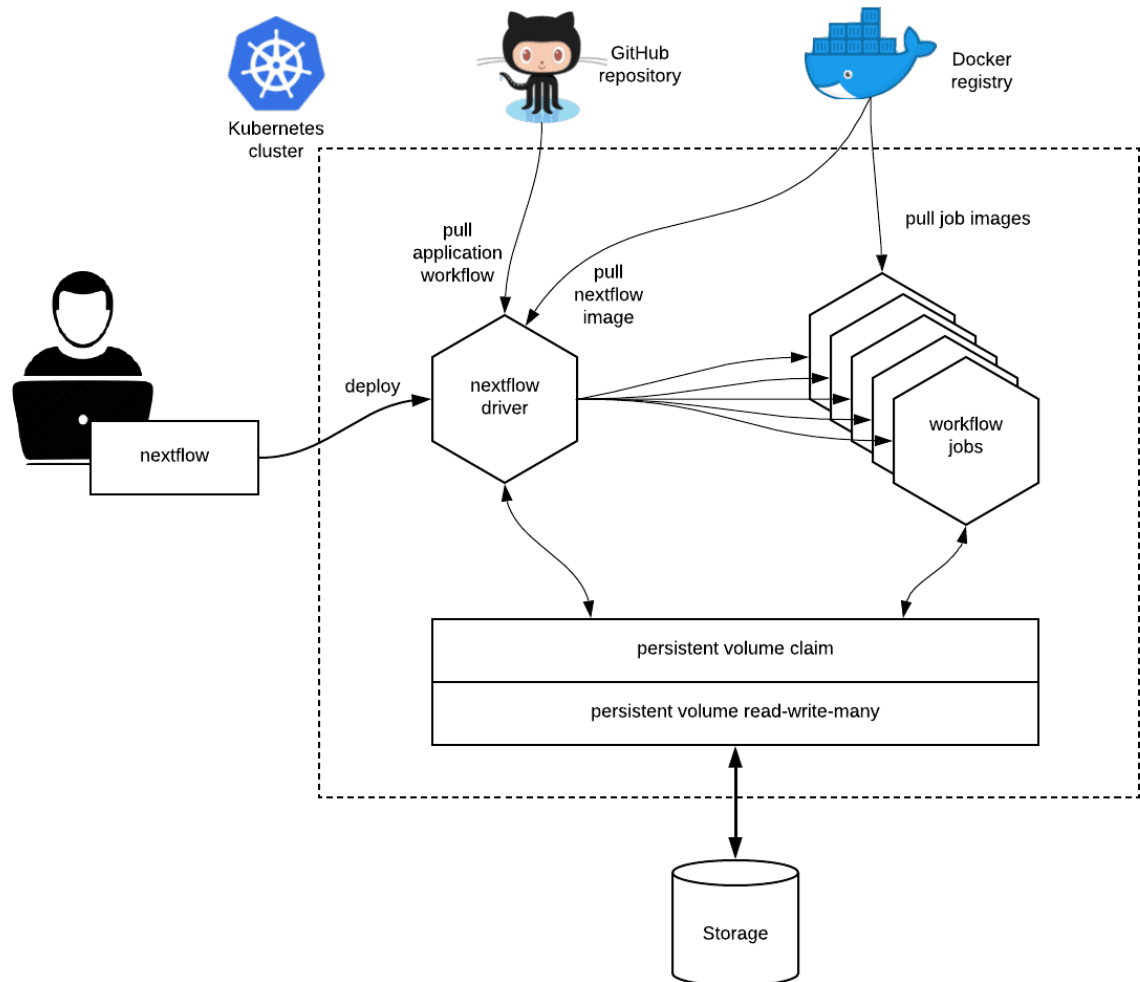 GitHub
repository
Docker
registry
Kubernetes
cluster
pull
application
workflow
pull job images
pull
nextflow
image
deploy
nextflow
driver
workflow
jobs
nextflow
persistent volume claim
persistent volume read-write-many
Storage